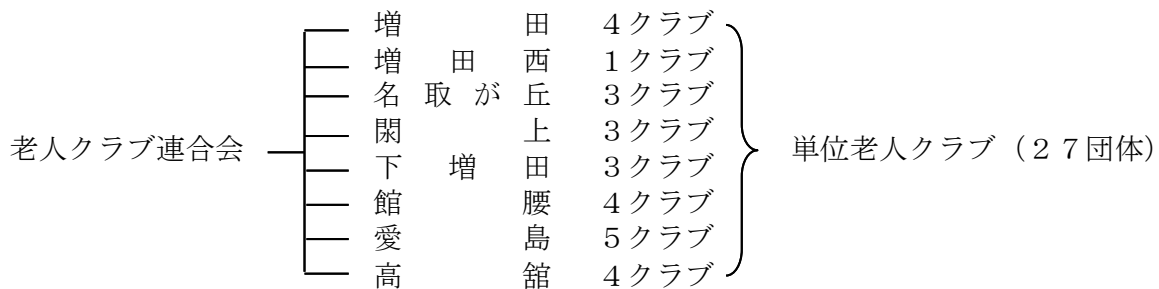 増田 4クラブ
増田西 1クラブ
名取が丘 3クラブ
閖上 3クラブ
老人クラブ連合会 単位老人クラブ（27団体）
下増田 3クラブ
館腰 4クラブ
愛島 5クラブ
高舘 4クラブ